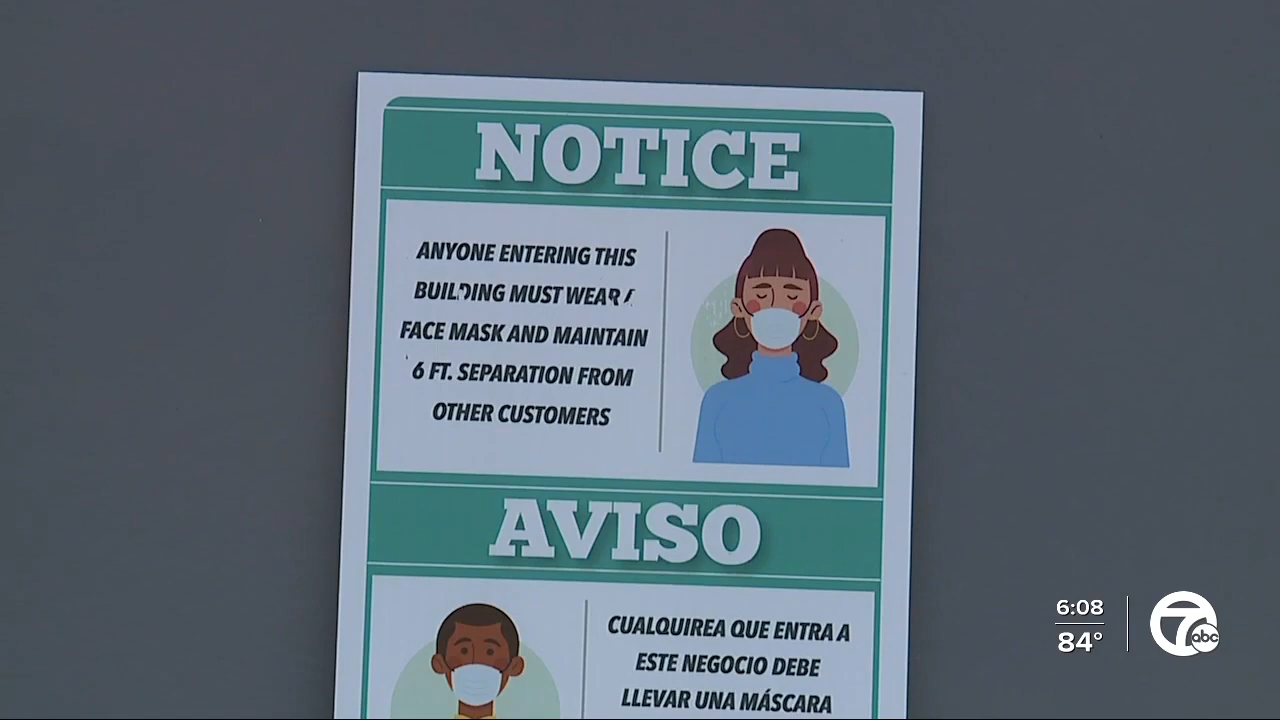 NOTICE
ANYONE ENTERING THIS
BUILDING MUST WEAR A
FACE MASK AND MAINTAIN
6 FT. SEPARATION FROM
OTHER CUSTOMERS
AVISO
CUALQUIREA QUE ENTRA A
ESTE NEGOCIO DEBE
LLEVAR UNA MÁSCARA
6:08
84°
7 abc